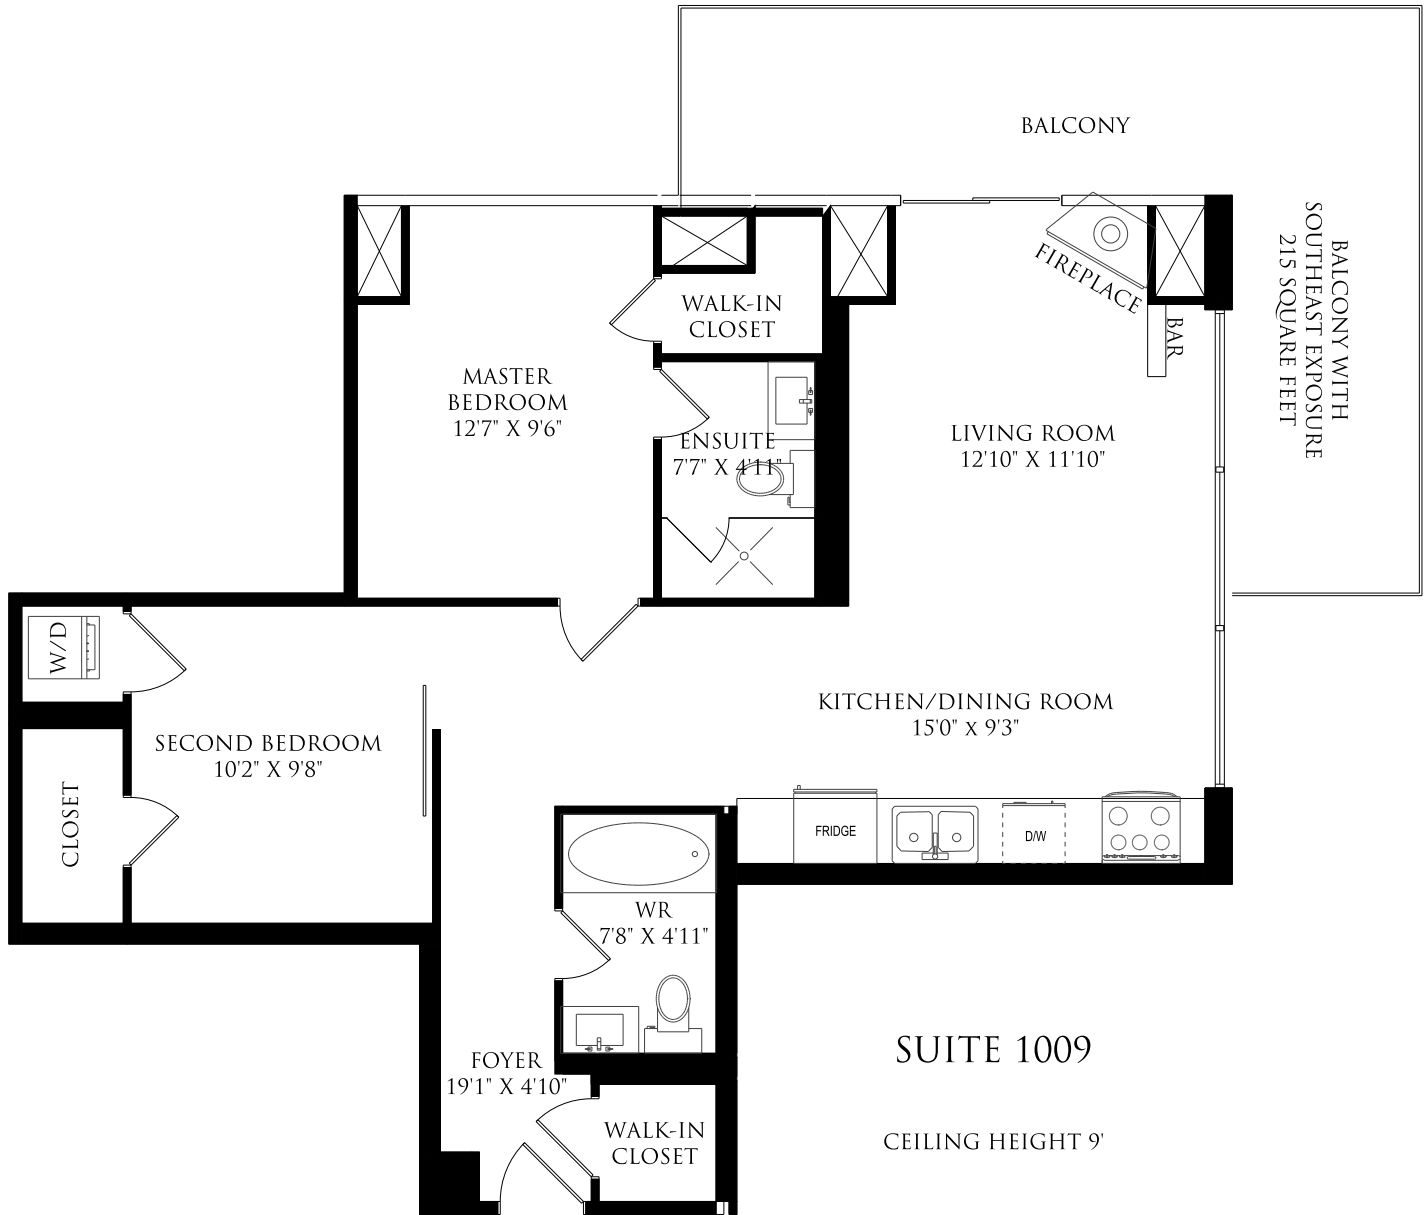 BALCONY
BALCONY WITH
SOUTHEAST EXPOSURE
215 SQUARE FEET
FIREPLACE
BAR
WALK-IN
CLOSET
MASTER
BEDROOM
12'7" X 9'6"
ENSUITE
7'7" X 4'11"
LIVING ROOM
12'10" X 11'10"
W/D
SECOND BEDROOM
10'2" X 9'8"
CLOSET
KITCHEN/DINING ROOM
15'0" X 9'3"
FRIDGE
D/W
WR
7'8" X 4'11"
FOYER
19'1" X 4'10"
WALK-IN
CLOSET
SUITE 1009
CEILING HEIGHT 9'